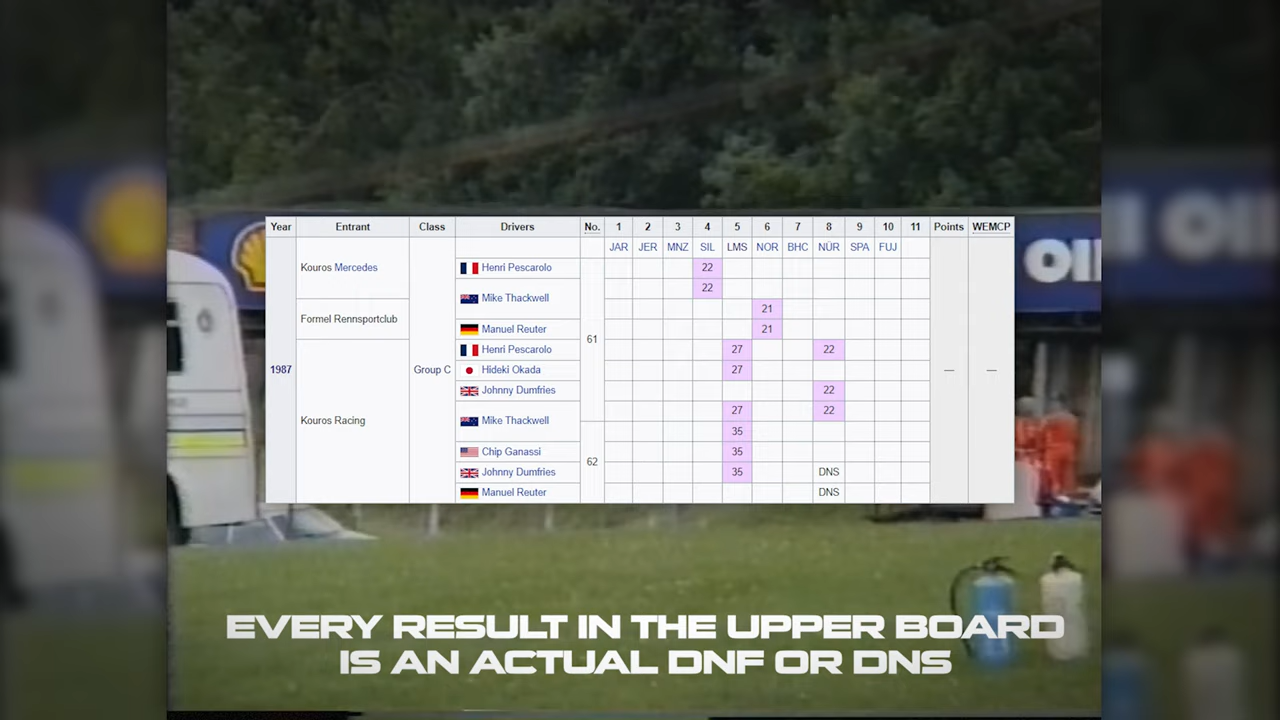 Year Entrant Class Drivers No. 1 2 3 4 5 6 7 8 9 10 11 Points WEMCP
JAR JER MNZ SIL LMS NOR BHC NÜR SPA FUJ
Kouros Mercedes Henri Pescarolo 22
22
Mike Thackwell
Formel Rennsportclub 21
Manuel Reuter 21
61
Henri Pescarolo 27 22
1987 Group C Hideki Okada 27 — —
Johnny Dumfries 22
27 22
Kouros Racing Mike Thackwell
35
Chip Ganassi 35
62
Johnny Dumfries 35 DNS
Manuel Reuter DNS
OIL
EVERY RESULT IN THE UPPER BOARD
IS AN ACTUAL DNF OR DNS